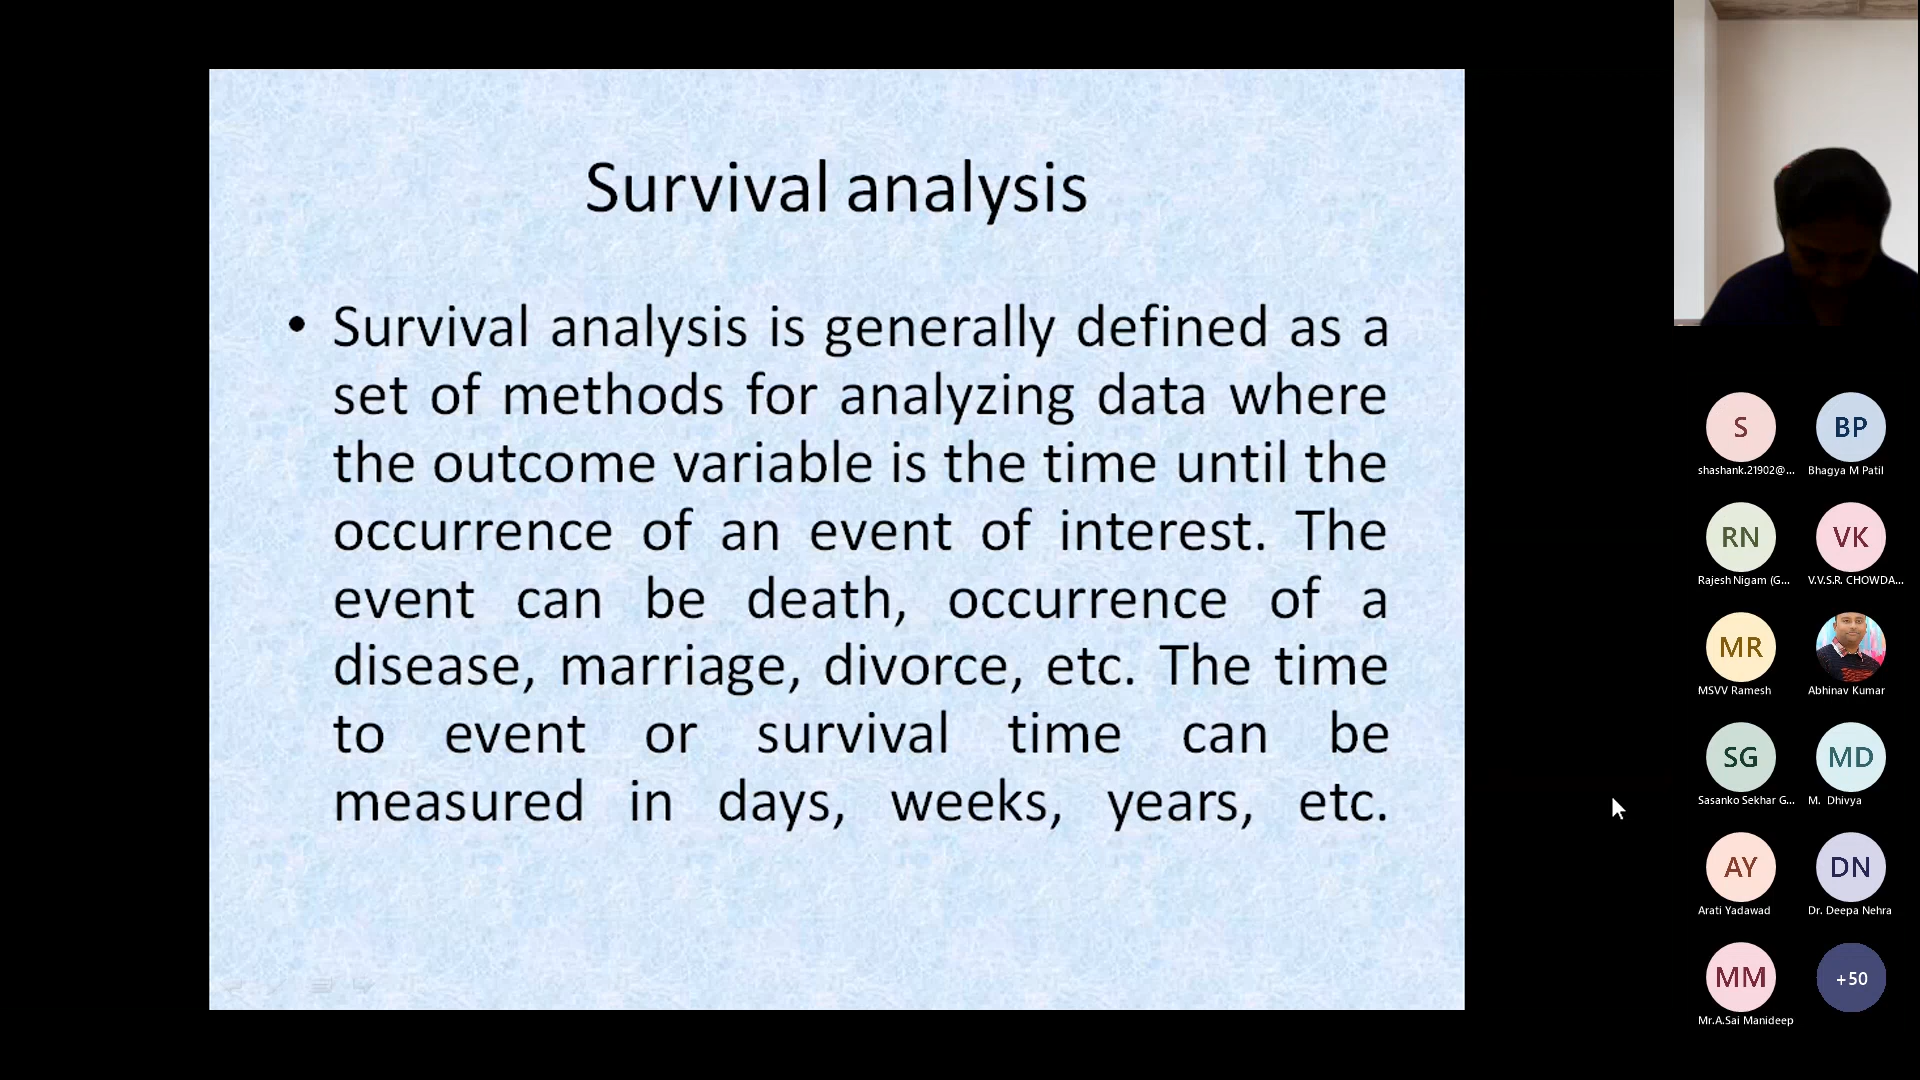 Survival analysis
• Survival analysis is generally defined as a
set of methods for analyzing data where
the outcome variable is the time until the
occurrence of an event of interest. The
event can be death, occurrence of a
disease, marriage, divorce, etc. The time
to event or survival time can be
measured in days, weeks, years, etc.
S
shashank.21902@...
BP
Bhagya M Patil
RN
Rajesh Nigam (G...
VK
V.V.S.R. CHOWDA...
MR
MSVV Ramesh
Abhinav Kumar
SG
Sasanko Sekhar G...
MD
M. Dhivya
AY
Arati Yadawad
DN
Dr. Deepa Nehra
MM
Mr.A.Sai Manideep
+50